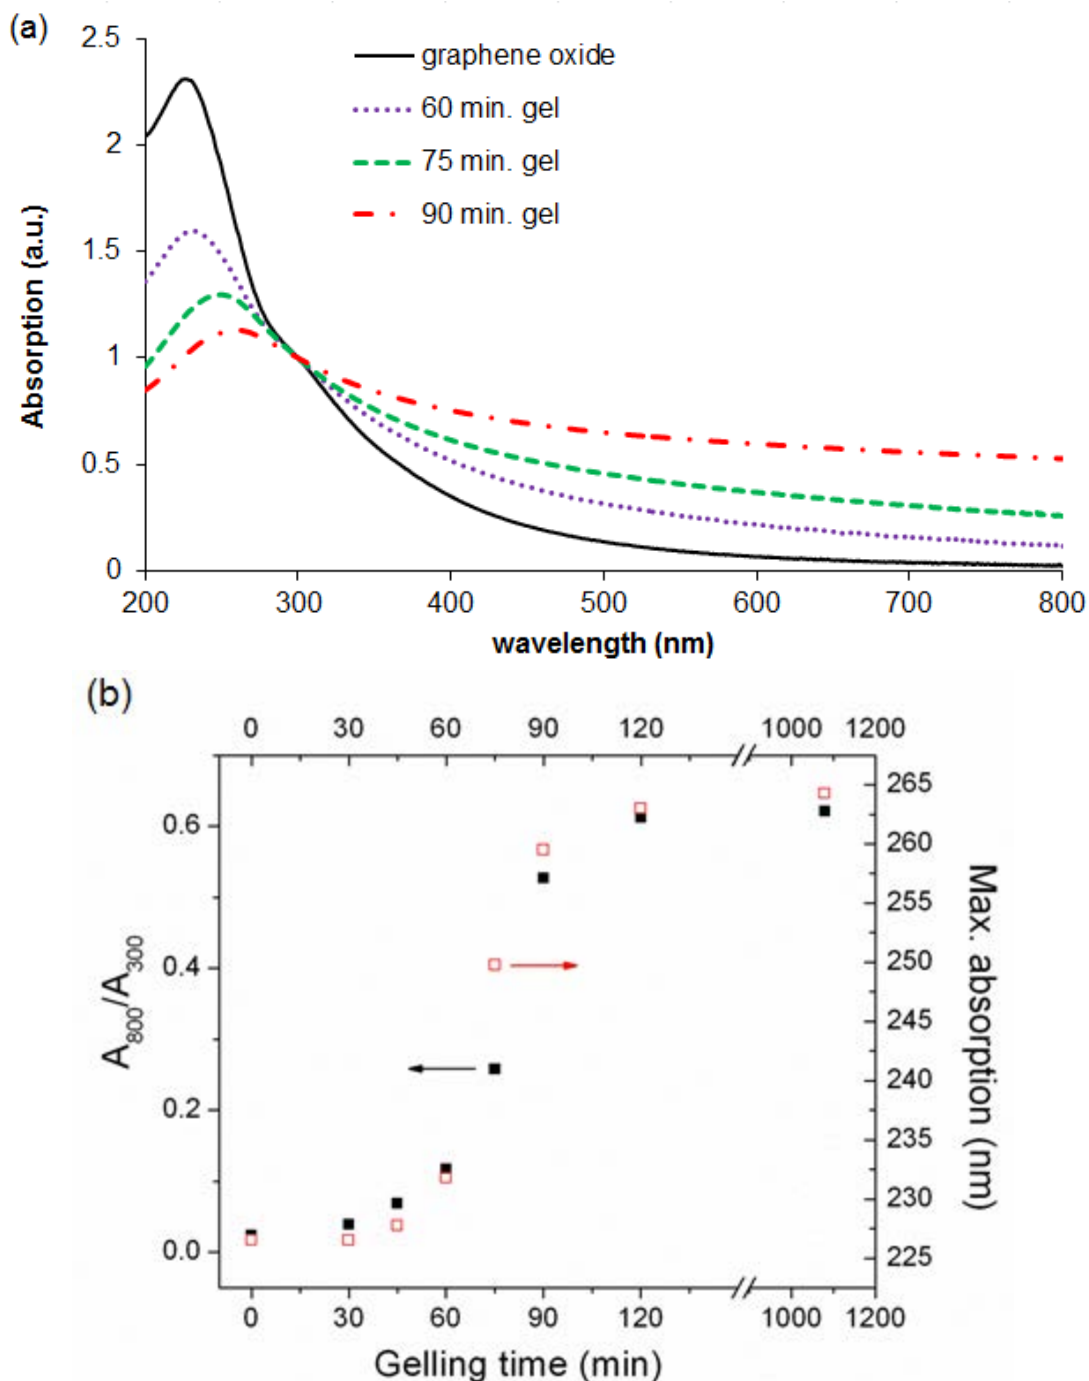 (a)
2.5
2
1.5
1
0.5
0
Absorption (a.u.)
graphene oxide
60 min. gel
75 min. gel
90 min. gel
200 300 400 500 600 700 800
wavelength (nm)
(b)
0 30 60 90 120 1000 1200
0.6
0.4
0.2
0.0
A800/A300
265
260
255
250
245
240
235
230
225
Max. absorption (nm)
0 30 60 90 120 1000 1200
Gelling time (min)